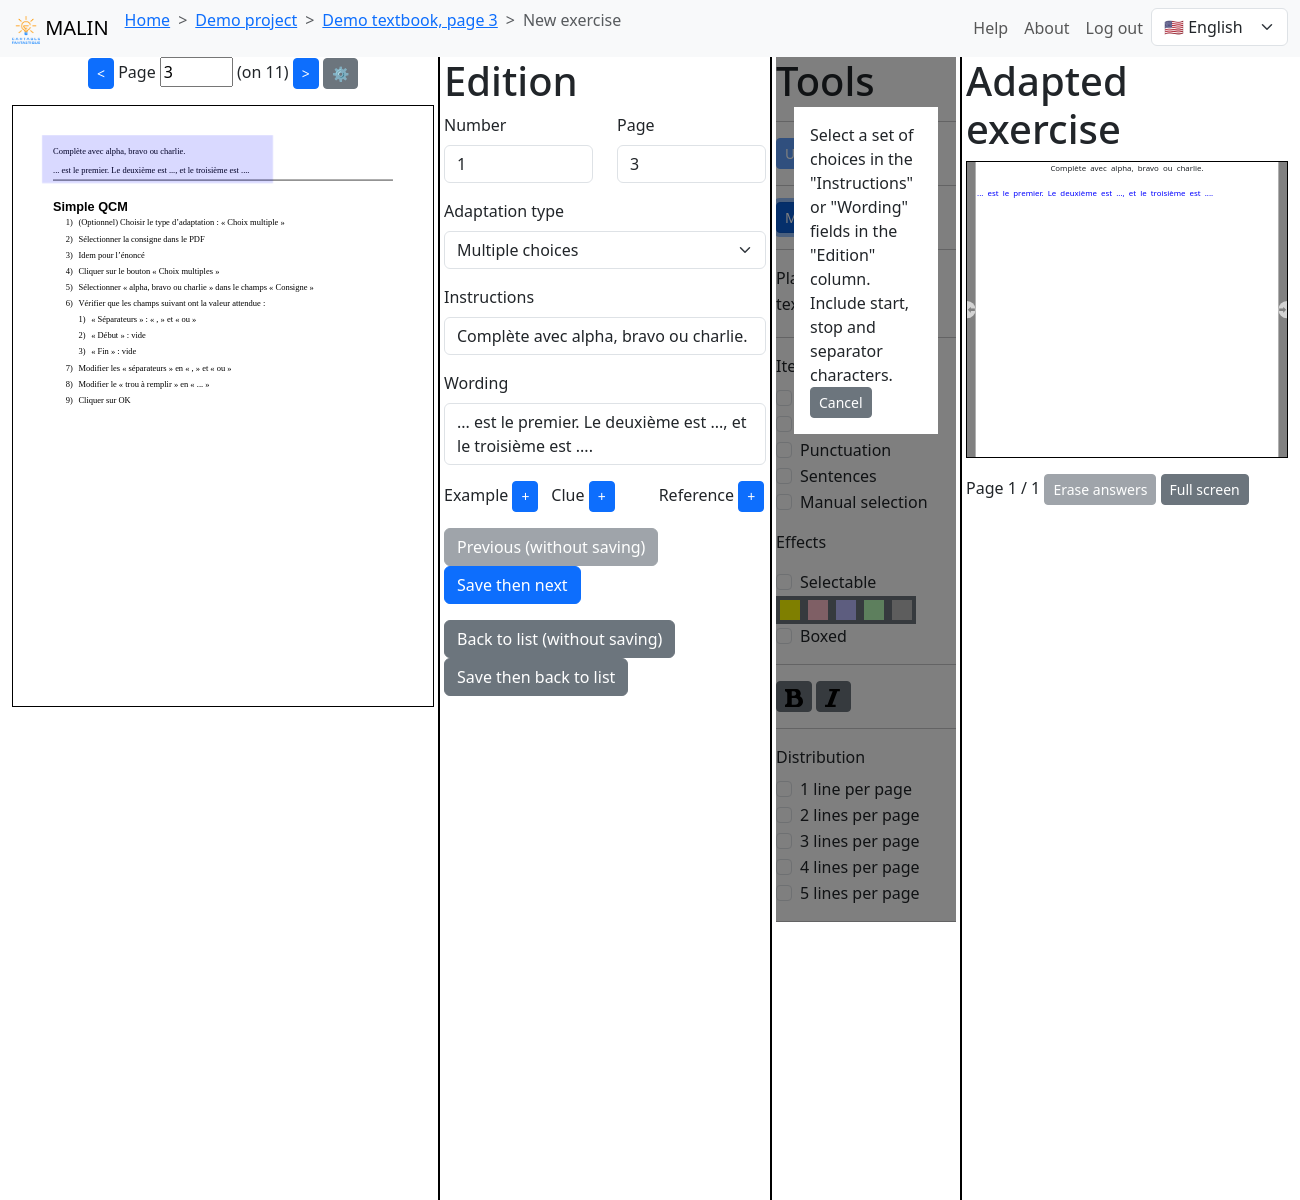 MALIN
Home > Demo project > Demo textbook, page 3 > New exercise
Help About Log out 🇺🇸 English
< Page 3 (on 11) > ⚙️
Complète avec alpha, bravo ou charlie.
... est le premier. Le deuxième est ..., et le troisième est ....
Simple QCM
1) (Optionnel) Choisir le type d’adaptation : « Choix multiple »
2) Sélectionner la consigne dans le PDF
3) Idem pour l’énoncé
4) Cliquer sur le bouton « Choix multiples »
5) Sélectionner « alpha, bravo ou charlie » dans le champs « Consigne »
6) Vérifier que les champs suivant ont la valeur attendue :
1) « Séparateurs » : « , » et « ou »
2) « Début » : vide
3) « Fin » : vide
7) Modifier les « séparateurs » en « , » et « ou »
8) Modifier le « trou à remplir » en « ... »
9) Cliquer sur OK
Edition
Number
Page
1
3
Adaptation type
Multiple choices
Instructions
Complète avec alpha, bravo ou charlie.
Wording
... est le premier. Le deuxième est ..., et
le troisième est ....
Example + Clue + Reference +
Previous (without saving)
Save then next
Back to list (without saving)
Save then back to list
Tools
Select a set of
choices in the
"Instructions"
or "Wording"
fields in the
"Edition"
column.
Include start,
stop and
separator
characters.
Cancel
Punctuation
Sentences
Manual selection
Effects
Selectable
Boxed
B I
Distribution
1 line per page
2 lines per page
3 lines per page
4 lines per page
5 lines per page
Adapted
exercise
Complète avec alpha, bravo ou charlie.
... est le premier. Le deuxième est ..., et le troisième est ....
Page 1 / 1 Erase answers Full screen